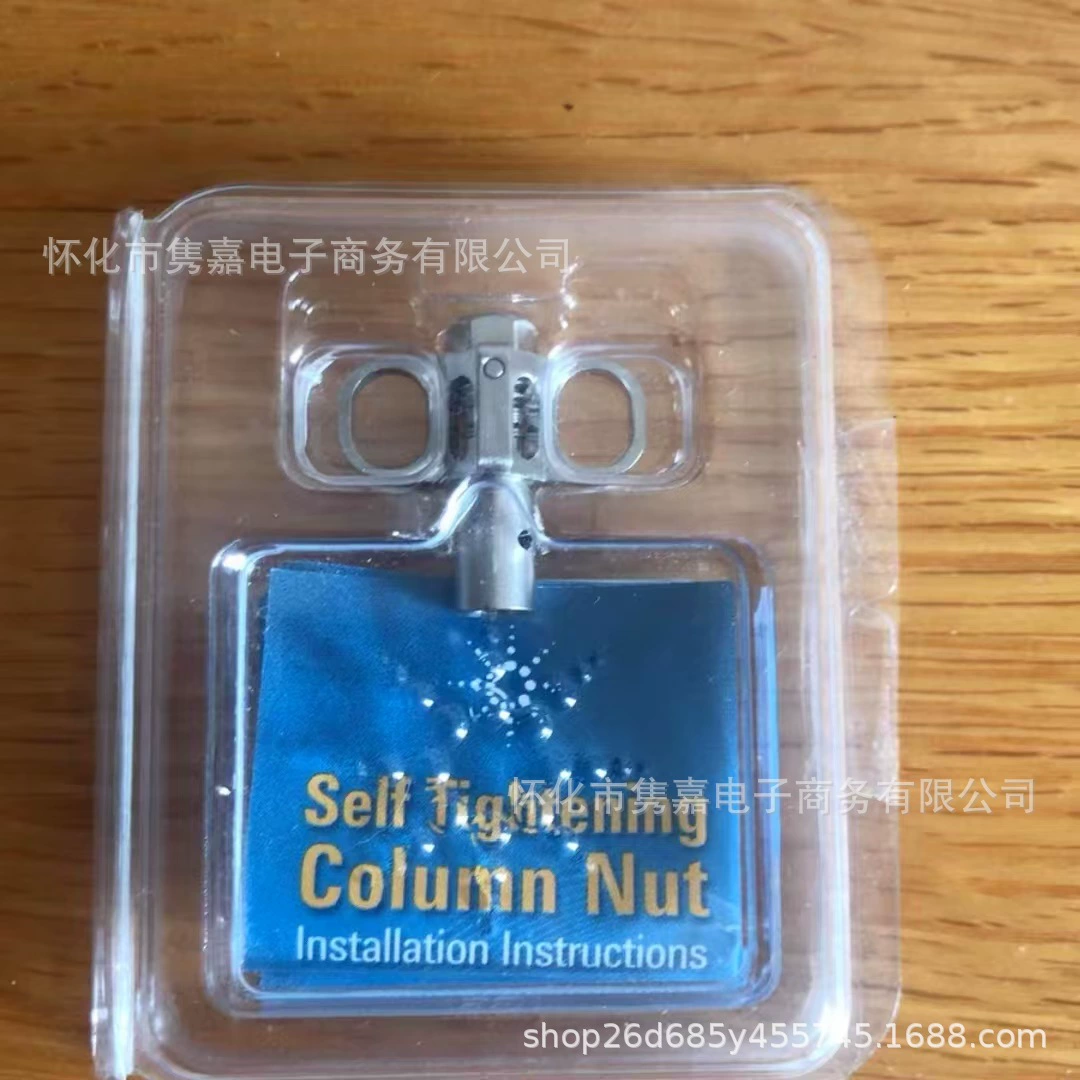 怀化市隽嘉电子商务有限公司
Self Tightening
怀化市隽嘉电子商务有限公司
Column Nut
Installation Instructions
shop26d685y455745.1688.com